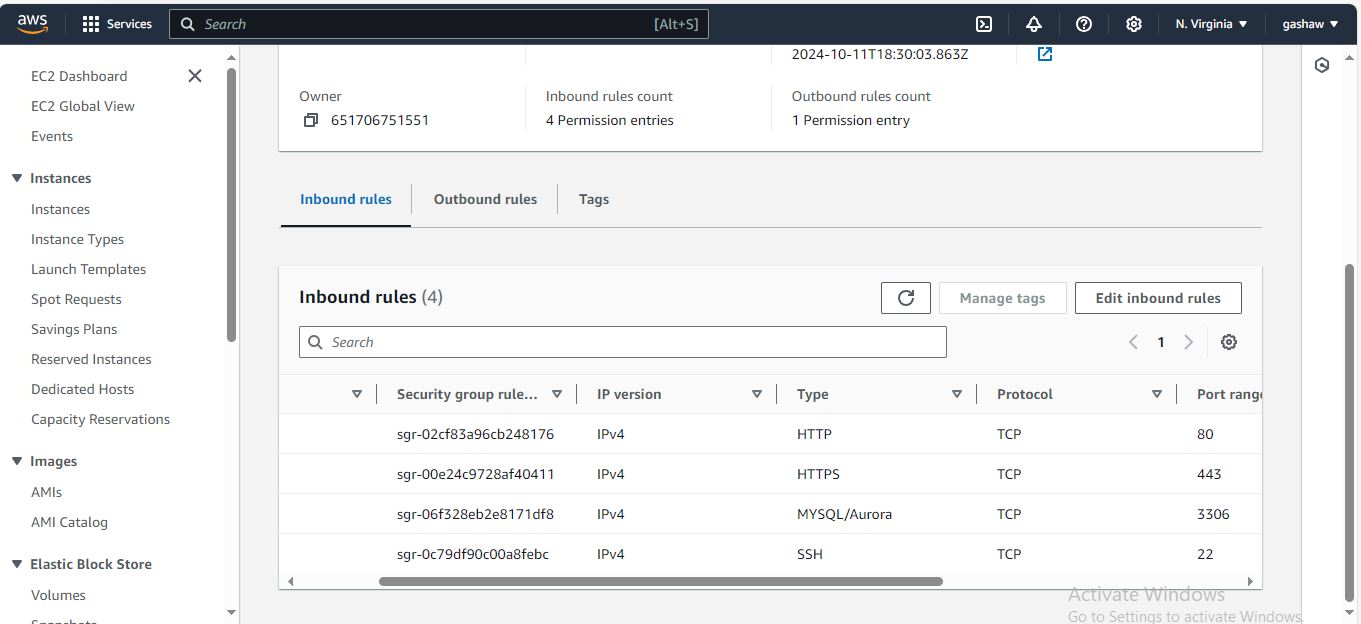 aws Services Search [Alt+S] N. Virginia gashaw
EC2 Dashboard
EC2 Global View
Events
Instances
Instances
Instance Types
Launch Templates
Spot Requests
Savings Plans
Reserved Instances
Dedicated Hosts
Capacity Reservations
Images
AMIs
AMI Catalog
Elastic Block Store
Volumes
Snapshots
2024-10-11T18:30:03.863Z
Owner Inbound rules count Outbound rules count
651706751551 4 Permission entries 1 Permission entry
Inbound rules Outbound rules Tags
Inbound rules (4) Manage tags Edit inbound rules
Search 1
Security group rule... IP version Type Protocol Port range
sgr-02cf83a96cb248176 IPv4 HTTP TCP 80
sgr-00e24c9728af40411 IPv4 HTTPS TCP 443
sgr-06f328eb2e8171df8 IPv4 MYSQL/Aurora TCP 3306
sgr-0c79df90c00a8febc IPv4 SSH TCP 22
Activate Windows
Go to Settings to activate Windows.